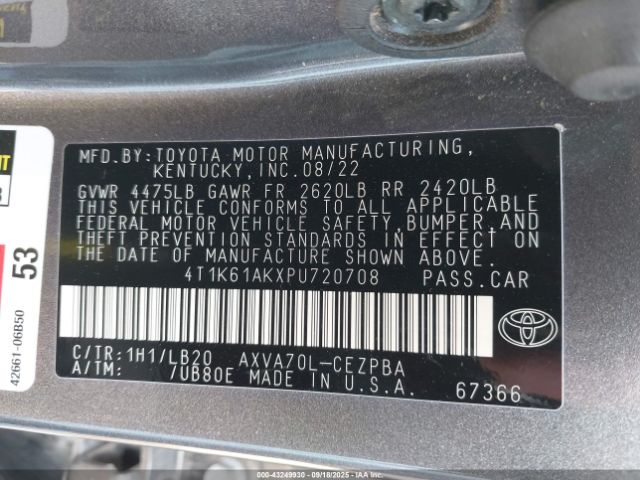 MFD.BY:TOYOTA MOTOR MANUFACTURING,
KENTUCKY, INC. 08/22
GVWR 4475LB GAWR FR 2620LB RR 2420LB
THIS VEHICLE CONFORMS TO ALL APPLICABLE
FEDERAL MOTOR VEHICLE SAFETY, BUMPER, AND
THEFT PREVENTION STANDARDS IN EFFECT ON
THE DATE OF MANUFACTURE SHOWN ABOVE.
4T1K61AKXPU720708 PASS.CAR
C/TR:1H1/LB20 AXVA70L-CEZPBA
A/TM: /UB80E MADE IN U.S.A.
67366
53
42661-06B50
000-43249930 - 09/18/2025 - IAAI.COM